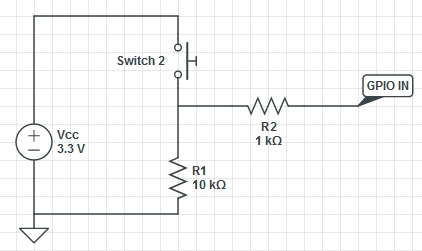 Switch 2
GPIO IN
Vcc
3.3 V
R2
1 kΩ
R1
10 kΩ